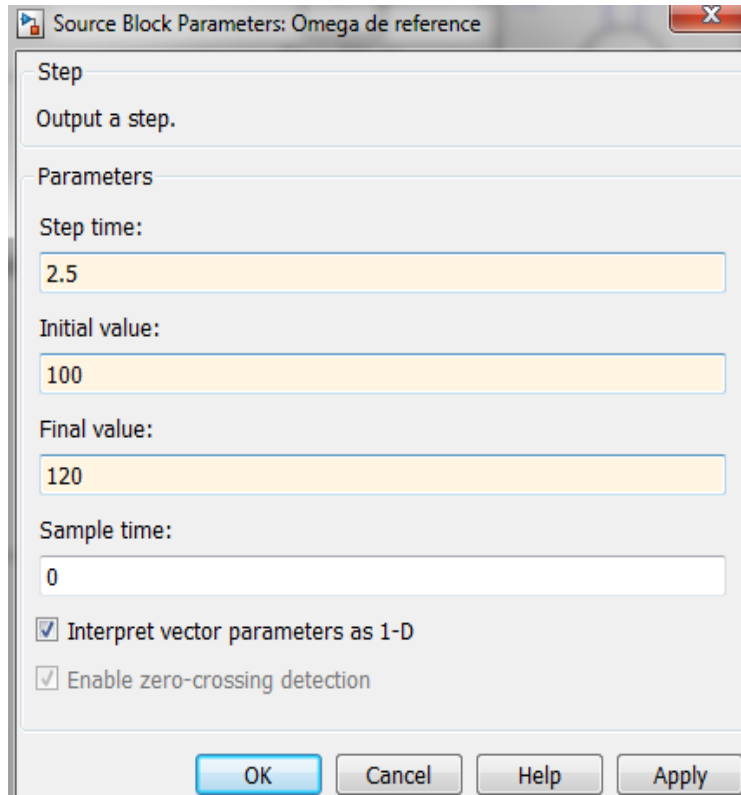 Source Block Parameters: Omega de reference
Step
Output a step.
Parameters
Step time:
2.5
Initial value:
100
Final value:
120
Sample time:
0
Interpret vector parameters as 1-D
Enable zero-crossing detection
OK Cancel Help Apply